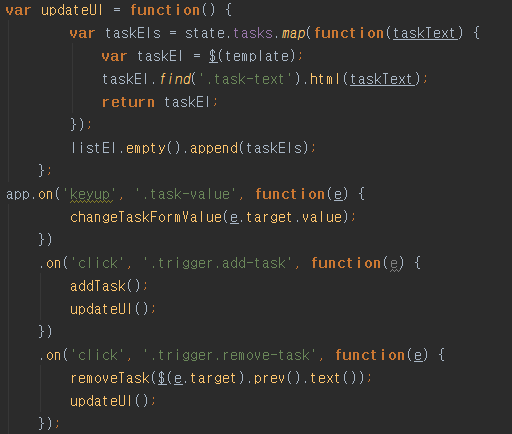 var updateUI = function() {
        var taskEls = state.tasks.map(function(taskText) {
            var taskEl = $(template);
            taskEl.find('.task-text').html(taskText);
            return taskEl;
        });
        listEl.empty().append(taskEls);
    };
app.on('keyup', '.task-value', function(e) {
        changeTaskFormValue(e.target.value);
    })
    .on('click', '.trigger.add-task', function(e) {
        addTask();
        updateUI();
    })
    .on('click', '.trigger.remove-task', function(e) {
        removeTask($(e.target).prev().text());
        updateUI();
    });